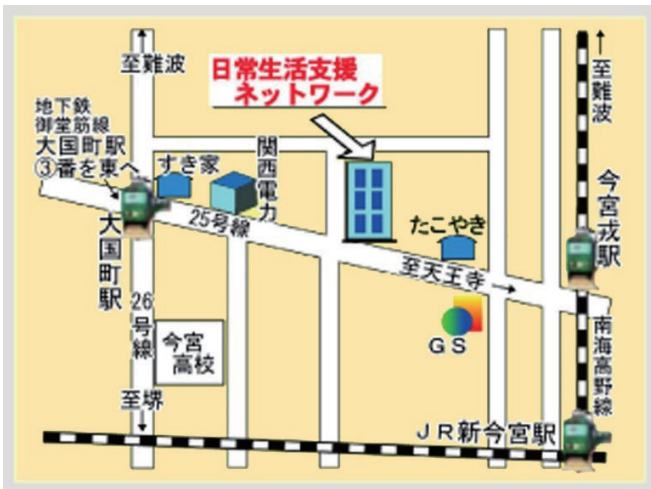 至難波
日常生活支援
ネットワーク
至難波
地下鉄
御堂筋線
大国町駅
③番を東へ
すき家
関西電力
今宮戎駅
大国町駅
25号線
たこやき
至天王寺
26号線
今宮
高校
GS
南海高野線
至堺
JR新今宮駅